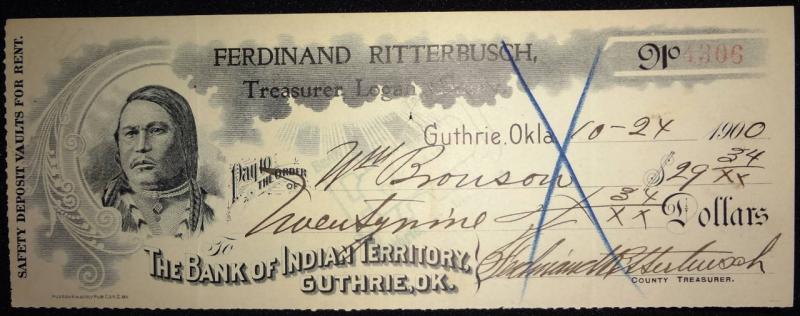 SAFETY DEPOSIT VAULTS FOR RENT.
FERDINAND RITTERBUSCH,
Treasurer Logan County
No 4306
Guthrie, Okla 10-24 1900
Pay to THE ORDER OF Wm Bronson $ 29 34/xx
Twentynine & 34/xx Dollars
To
THE BANK OF INDIAN TERRITORY,
GUTHRIE, OK.
Ferdinand Ritterbusch
COUNTY TREASURER.